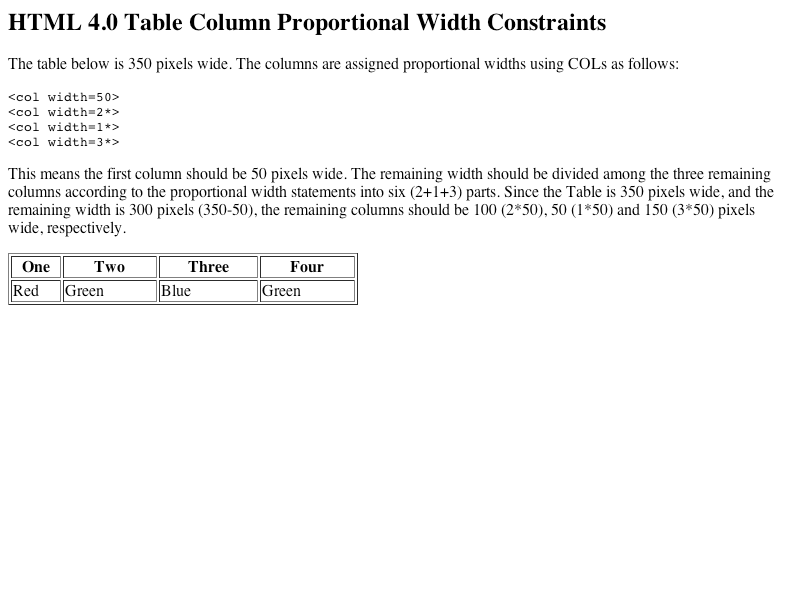 HTML 4.0 Table Column Proportional Width Constraints
The table below is 350 pixels wide. The columns are assigned proportional widths using COLs as follows:
<col width=50>
<col width=2*>
<col width=1*>
<col width=3*>
This means the first column should be 50 pixels wide. The remaining width should be divided among the three remaining
columns according to the proportional width statements into six (2+1+3) parts. Since the Table is 350 pixels wide, and the
remaining width is 300 pixels (350-50), the remaining columns should be 100 (2*50), 50 (1*50) and 150 (3*50) pixels
wide, respectively.
One Two Three Four
Red Green Blue Green